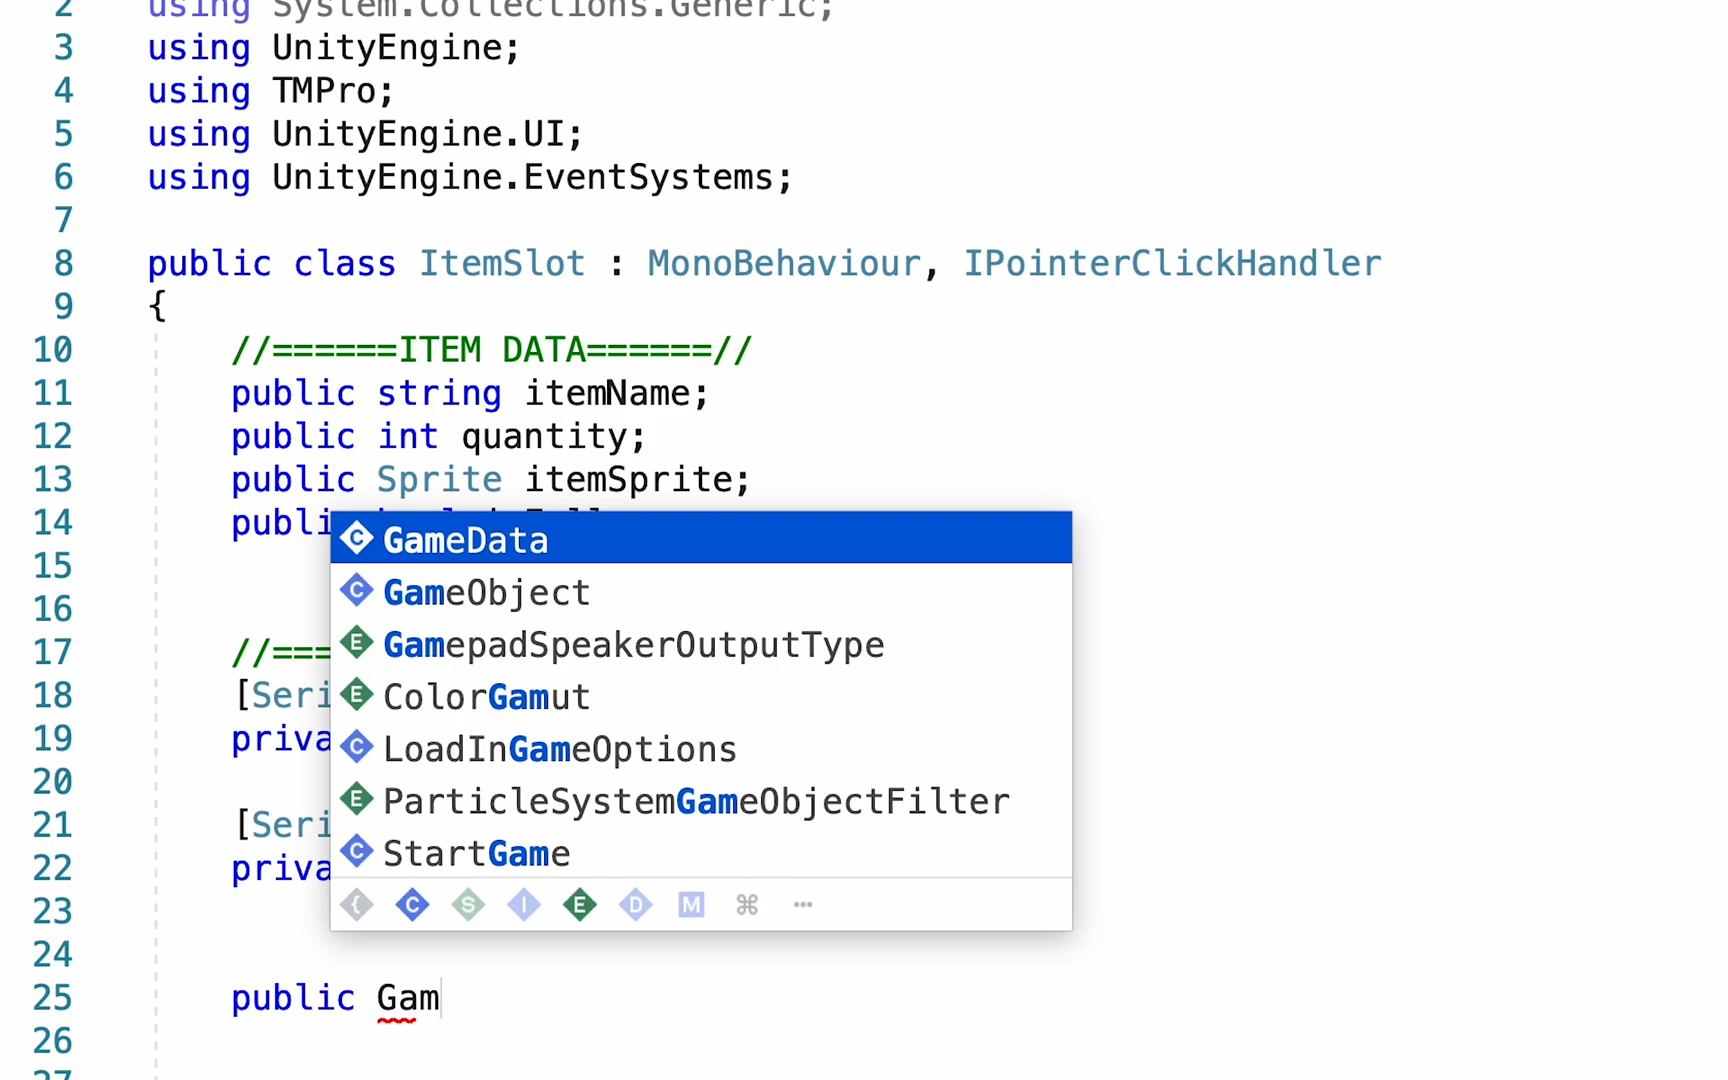 2 using System.Collections.Generic;
3 using UnityEngine;
4 using TMPro;
5 using UnityEngine.UI;
6 using UnityEngine.EventSystems;
7
8 public class ItemSlot : MonoBehaviour, IPointerClickHandler
9 {
10 //======ITEM DATA======//
11 public string itemName;
12 public int quantity;
13 public Sprite itemSprite;
14 publi
GameData
15
GameObject
16
GamepadSpeakerOutputType
17 //===
18 [Seri
ColorGamut
19 priva
LoadInGameOptions
20
ParticleSystemGameObjectFilter
21 [Seri
StartGame
22 priva
23
{ C S I E D M ⌘ ···
24
25 public Gam
26
27